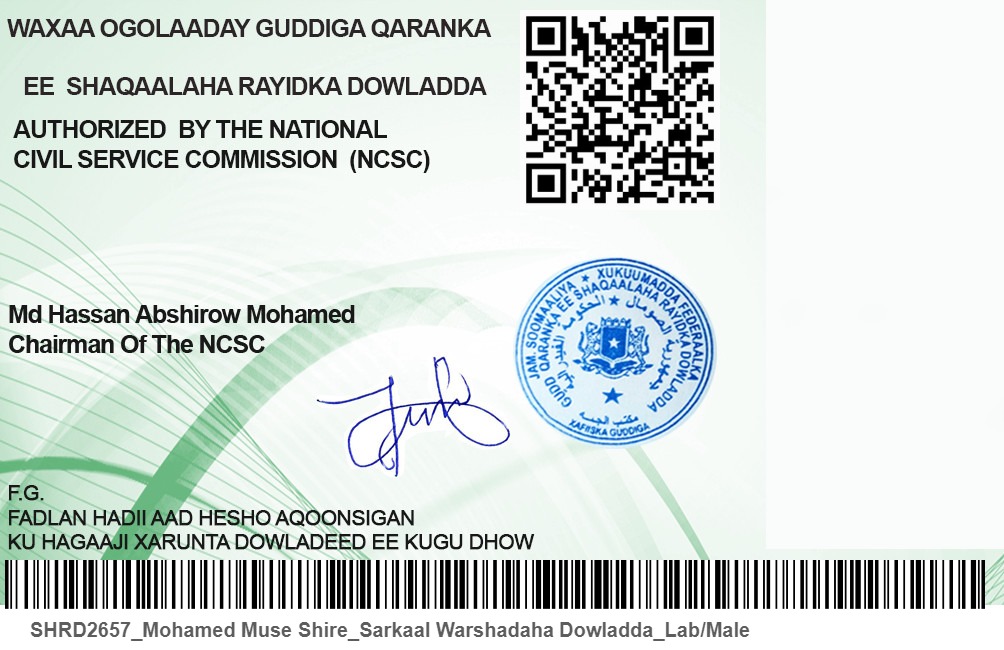 WAXAA OGOLAADAY GUDDIGA QARANKA
EE SHAQAALAHA RAYIDKA DOWLADDA
AUTHORIZED BY THE NATIONAL
CIVIL SERVICE COMMISSION (NCSC)
Md Hassan Abshirow Mohamed
Chairman Of The NCSC
JAM. SOOMAALIYA ★ XUKUUMADDA FEDERAALKA
GUDD QARANKA EE SHAQAALAHA RAYIDKA DOWLADDA
XAFIISKA GUDDIGA
F.G.
FADLAN HADII AAD HESHO AQOONSIGAN
KU HAGAAJI XARUNTA DOWLADEED EE KUGU DHOW
SHRD2657_Mohamed Muse Shire_Sarkaal Warshadaha Dowladda_Lab/Male